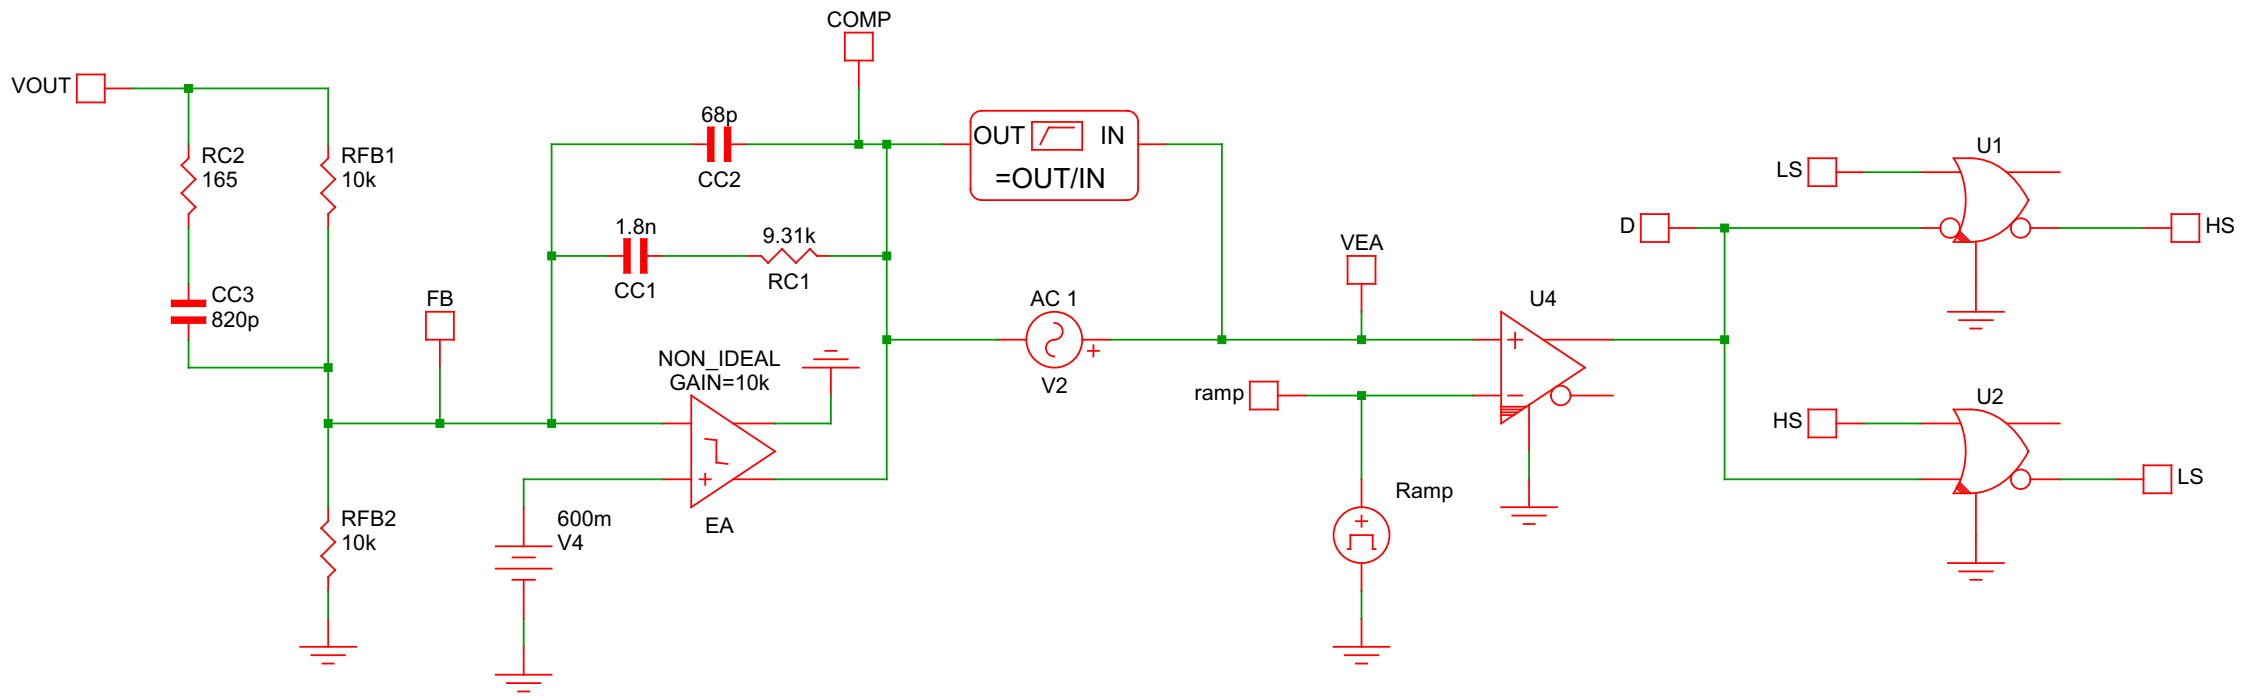 COMP
VOUT
68p
CC2
OUT
IN
=OUT/IN
RC2
165
RFB1
10k
U1
LS
D
HS
1.8n
CC1
9.31k
RC1
VEA
CC3
820p
FB
AC 1
V2
U4
NON_IDEAL
GAIN=10k
EA
ramp
Ramp
U2
HS
LS
RFB2
10k
600m
V4